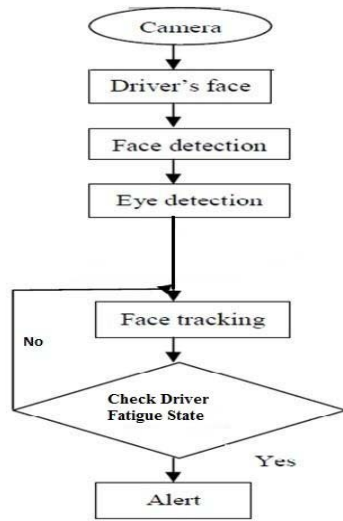 Camera
Driver's face
Face detection
Eye detection
Face tracking
No
Check Driver
Fatigue State
Yes
Alert